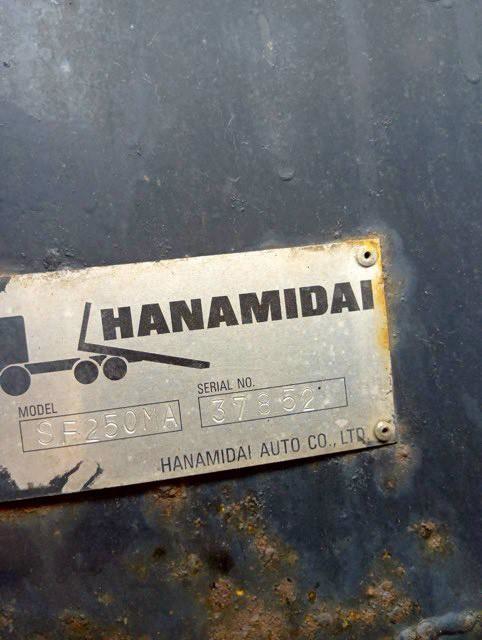 HANAMIDAI
MODEL
SF250MA
SERIAL NO.
37852
HANAMIDAI AUTO CO., LTD.